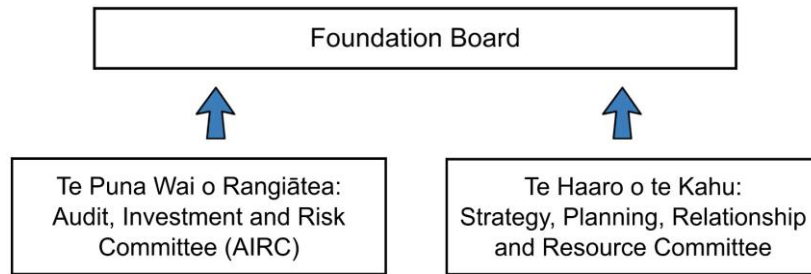 Foundation Board
Te Puna Wai o Rangiātea:
Audit, Investment and Risk
Committee (AIRC)
Te Haaro o te Kahu:
Strategy, Planning, Relationship
and Resource Committee